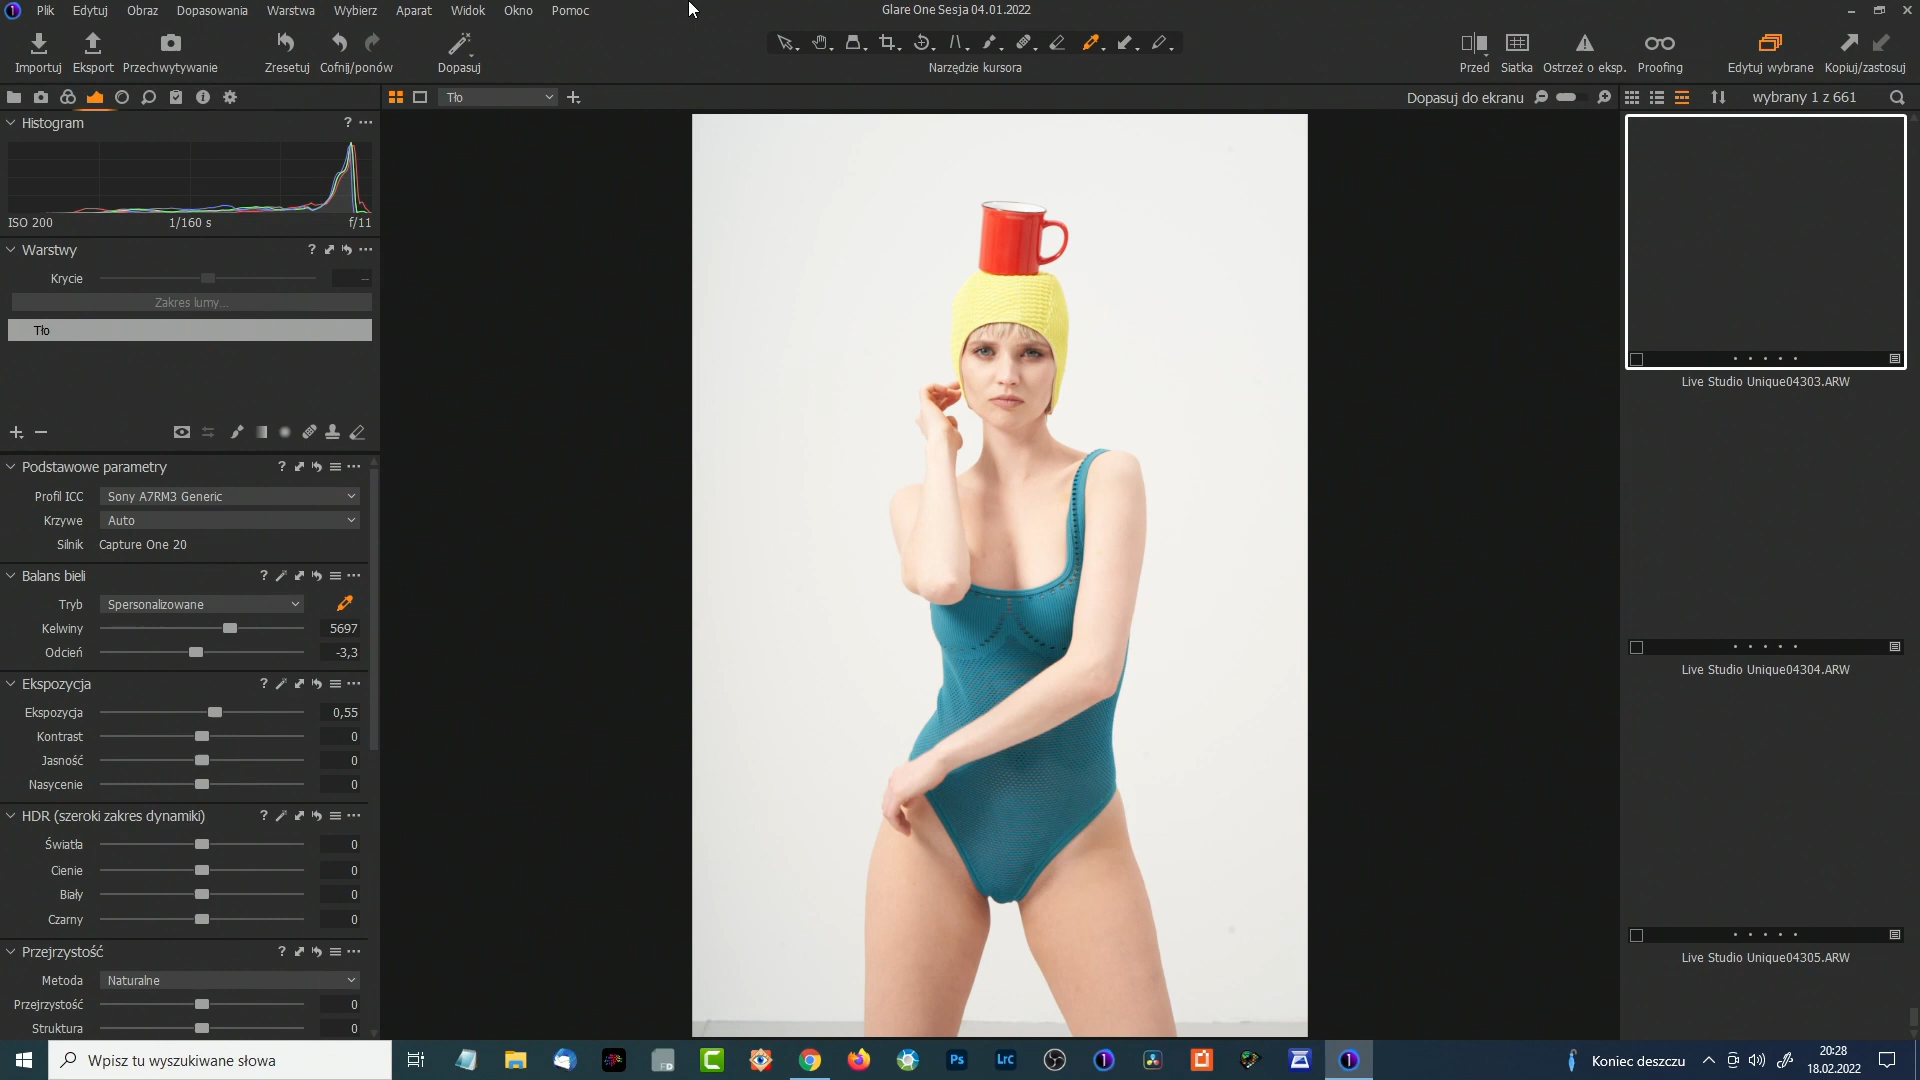 Plik Edytuj Obraz Dopasowania Warstwa Wybierz Aparat Widok Okno Pomoc
Glare One Sesja 04.01.2022
Importuj Eksport Przechwytywanie Zresetuj Cofnij/ponów Dopasuj
Narzędzie kursora
Przed Siatka Ostrzeż o eksp. Proofing Edytuj wybrane Kopiuj/zastosuj
Tło
Dopasuj do ekranu
wybrany 1 z 661
Histogram
ISO 200 1/160 s f/11
Warstwy
Krycie --
Zakres lumy...
Tło
Podstawowe parametry
Profil ICC Sony A7RM3 Generic
Krzywe Auto
Silnik Capture One 20
Balans bieli
Tryb Spersonalizowane
Kelwiny 5697
Odcień -3,3
Ekspozycja
Ekspozycja 0,55
Kontrast 0
Jasność 0
Nasycenie 0
HDR (szeroki zakres dynamiki)
Światła 0
Cienie 0
Biały 0
Czarny 0
Przejrzystość
Metoda Naturalne
Przejrzystość 0
Struktura 0
Live Studio Unique04303.ARW
Live Studio Unique04304.ARW
Live Studio Unique04305.ARW
Wpisz tu wyszukiwane słowa
FD
Ps
Lrc
Koniec deszczu
20:28
18.02.2022